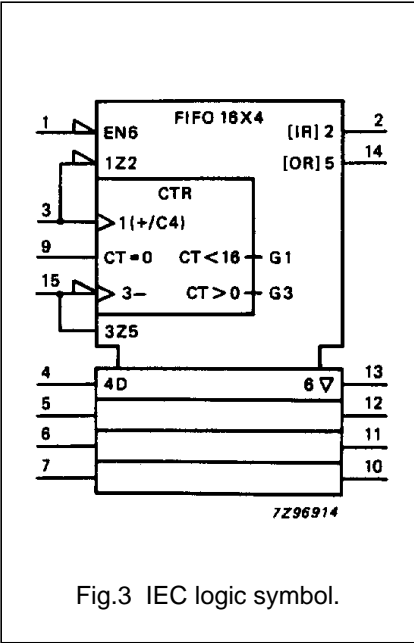 FIFO 16X4
1 EN6 [IR] 2 2
1Z2 [OR] 5 14
CTR
3 1(+/C4)
9 CT=0 CT<16 G1
15 3- CT>0 G3
3Z5
4 4D 6 ▽ 13
5 12
6 11
7 10
7Z96914
Fig.3 IEC logic symbol.